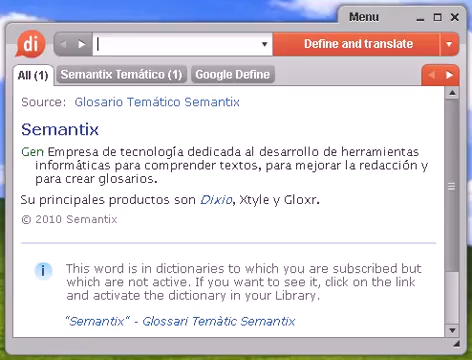 Menu
di
Define and translate
All (1)
Semantix Temático (1)
Google Define
Source: Glosario Temático Semantix
Semantix
Gen Empresa de tecnología dedicada al desarrollo de herramientas
informáticas para comprender textos, para mejorar la redacción y
para crear glosarios.
Su principales producten son Dixio, Xtyle y Gloxr.
© 2010 Semantix
This word is in dictionaries to which you are subscribed but
which are not active. If you want to see it, click on the link
and activate the dictionary in your Library.
"Semantix" - Glossari Temàtic Semantix